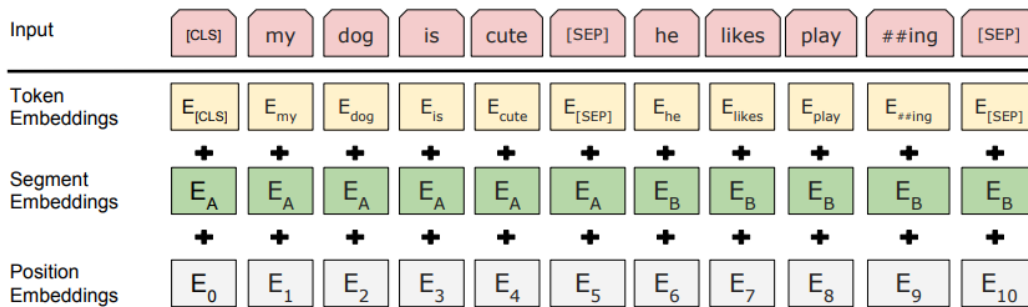 Input [CLS] my dog is cute [SEP] he likes play ##ing [SEP]
Token
Embeddings
E[CLS] Emy Edog Eis Ecute E[SEP] Ehe Elikes Eplay E##ing E[SEP]
+ + + + + + + + + + +
Segment
Embeddings
EA EA EA EA EA EA EB EB EB EB EB
+ + + + + + + + + + +
Position
Embeddings
E0 E1 E2 E3 E4 E5 E6 E7 E8 E9 E10